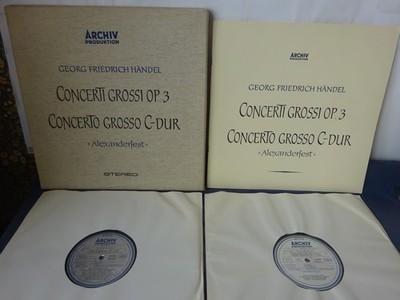 ARCHIV
PRODUKTION
GEORG FRIEDRICH HÄNDEL
CONCERTI GROSSI OP. 3
CONCERTO GROSSO C-DUR
»Alexanderfest«
STEREO
ARCHIV
PRODUKTION
GEORG FRIEDRICH HÄNDEL
CONCERTI GROSSI OP. 3
CONCERTO GROSSO C-DUR
»Alexanderfest«
ARCHIV
PRODUKTION
ARCHIV
PRODUKTION